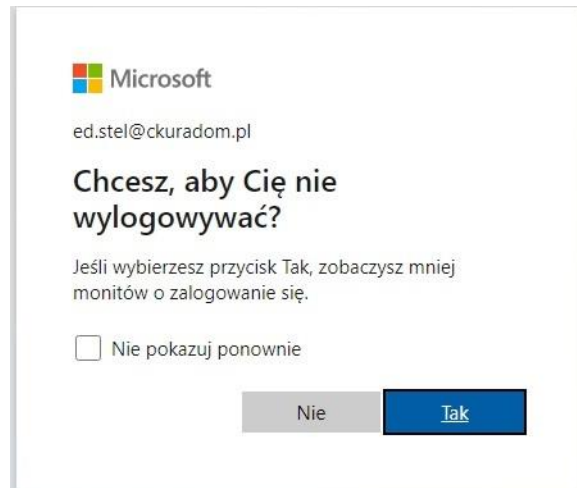 Microsoft
ed.stel@ckuradom.pl
Chcesz, aby Cię nie
wylogowywać?
Jeśli wybierzesz przycisk Tak, zobaczysz mniej
monitów o zalogowanie się.
Nie pokazuj ponownie
Nie
Tak